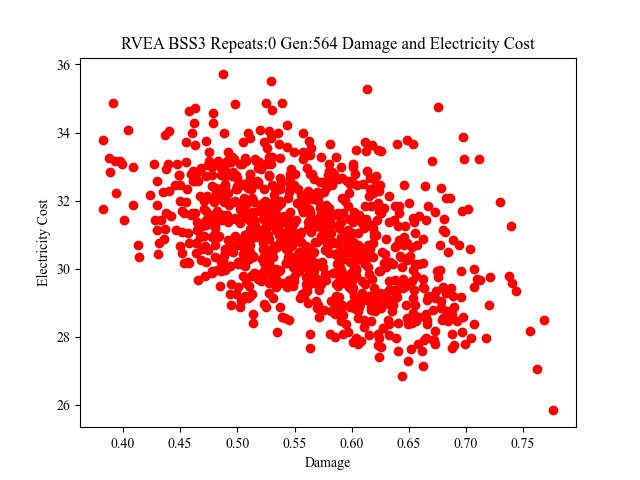 RVEA BSS3 Repeats:0 Gen:564 Damage and Electricity Cost
36
34
32
30
28
26
Electricity Cost
0.40 0.45 0.50 0.55 0.60 0.65 0.70 0.75
Damage